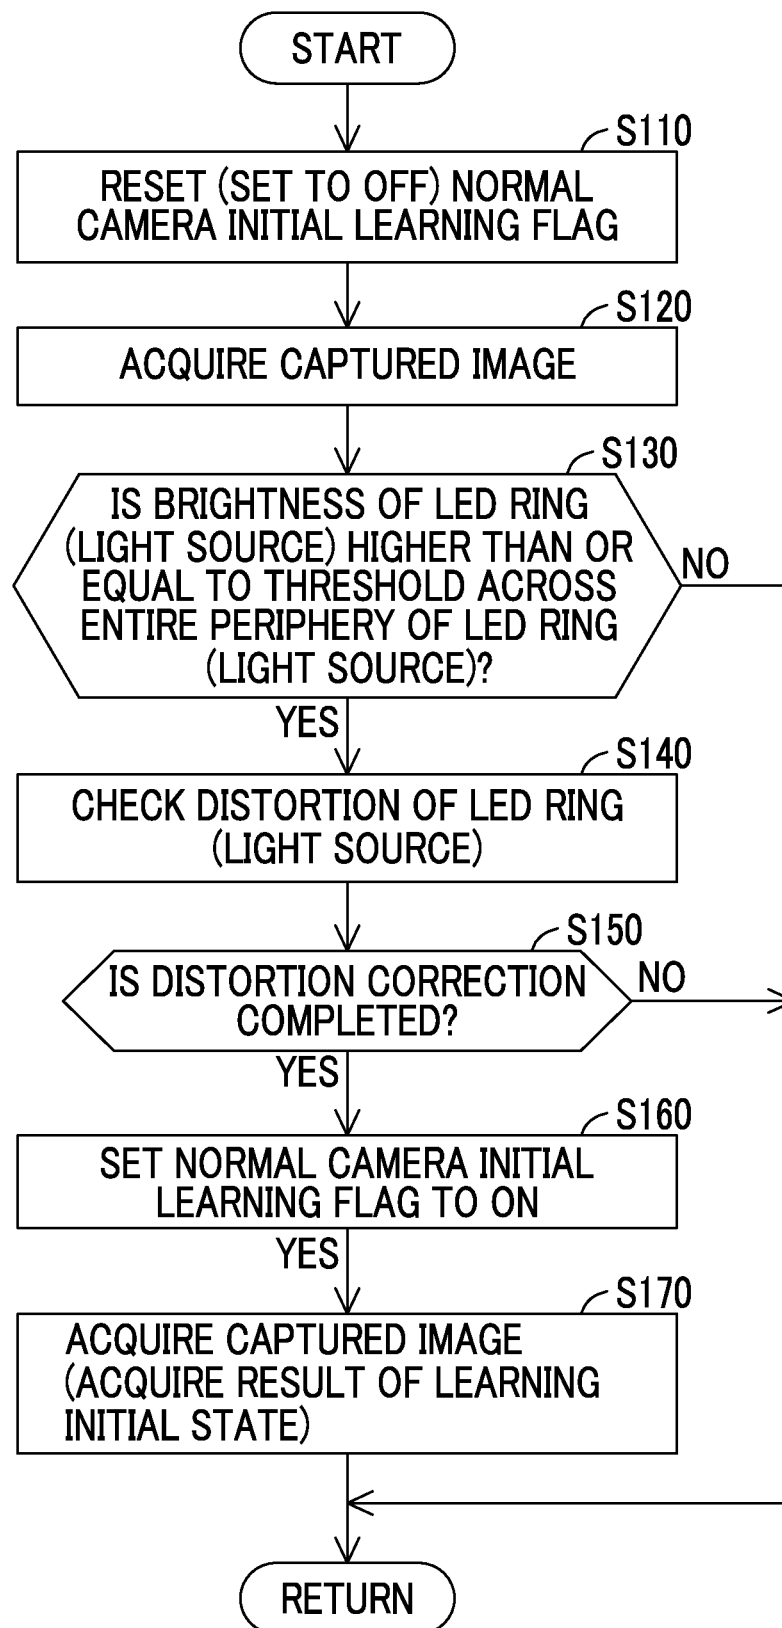 START
S110
RESET (SET TO OFF) NORMAL
CAMERA INITIAL LEARNING FLAG
S120
ACQUIRE CAPTURED IMAGE
S130
IS BRIGHTNESS OF LED RING
(LIGHT SOURCE) HIGHER THAN OR
EQUAL TO THRESHOLD ACROSS
ENTIRE PERIPHERY OF LED RING
(LIGHT SOURCE)?
NO
YES
S140
CHECK DISTORTION OF LED RING
(LIGHT SOURCE)
S150
IS DISTORTION CORRECTION
COMPLETED?
NO
YES
S160
SET NORMAL CAMERA INITIAL
LEARNING FLAG TO ON
YES
S170
ACQUIRE CAPTURED IMAGE
(ACQUIRE RESULT OF LEARNING
INITIAL STATE)
RETURN